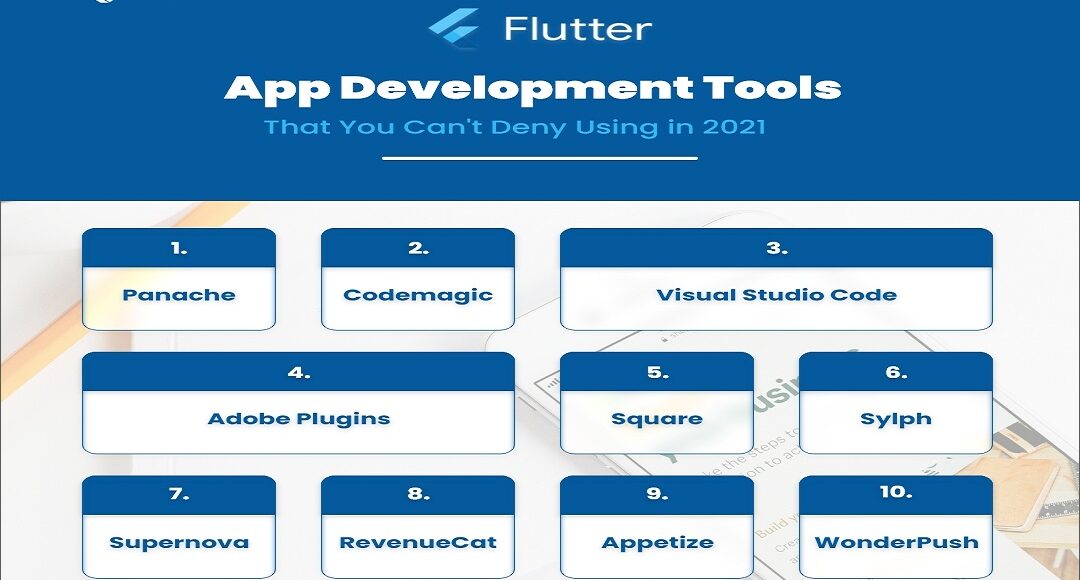 Flutter
App Development Tools
That You Can't Deny Using in 2021
1.
Panache
2.
Codemagic
3.
Visual Studio Code
4.
Adobe Plugins
5.
Square
6.
Sylph
7.
Supernova
8.
RevenueCat
9.
Appetize
10.
WonderPush